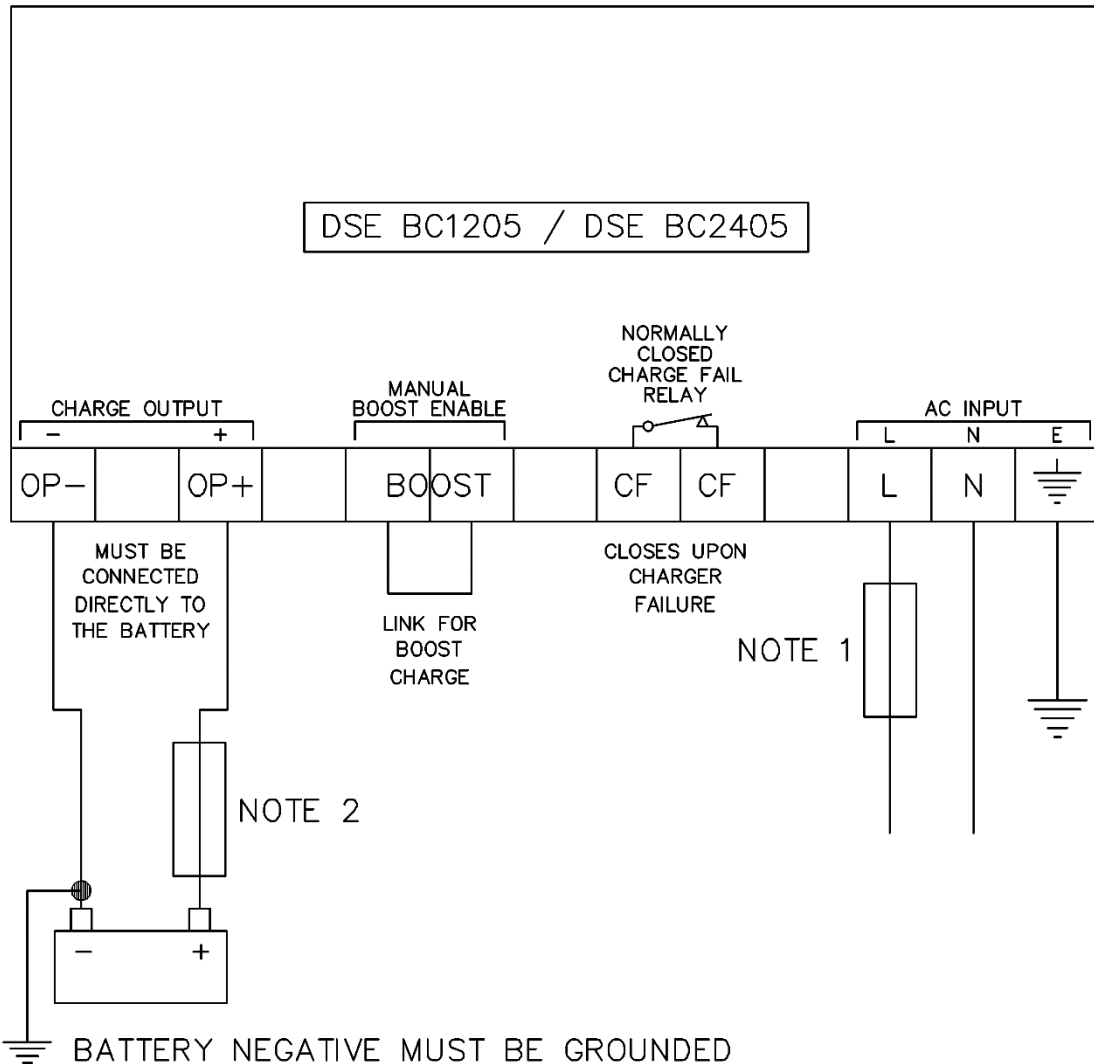 DSE BC1205 / DSE BC2405
NORMALLY
CLOSED
CHARGE FAIL
RELAY
MANUAL
BOOST ENABLE
CHARGE OUTPUT
AC INPUT
- + L N E
OP- OP+ BOOST CF CF L N
MUST BE
CONNECTED
DIRECTLY TO
THE BATTERY
LINK FOR
BOOST
CHARGE
CLOSES UPON
CHARGER
FAILURE
NOTE 1
NOTE 2
- +
BATTERY NEGATIVE MUST BE GROUNDED